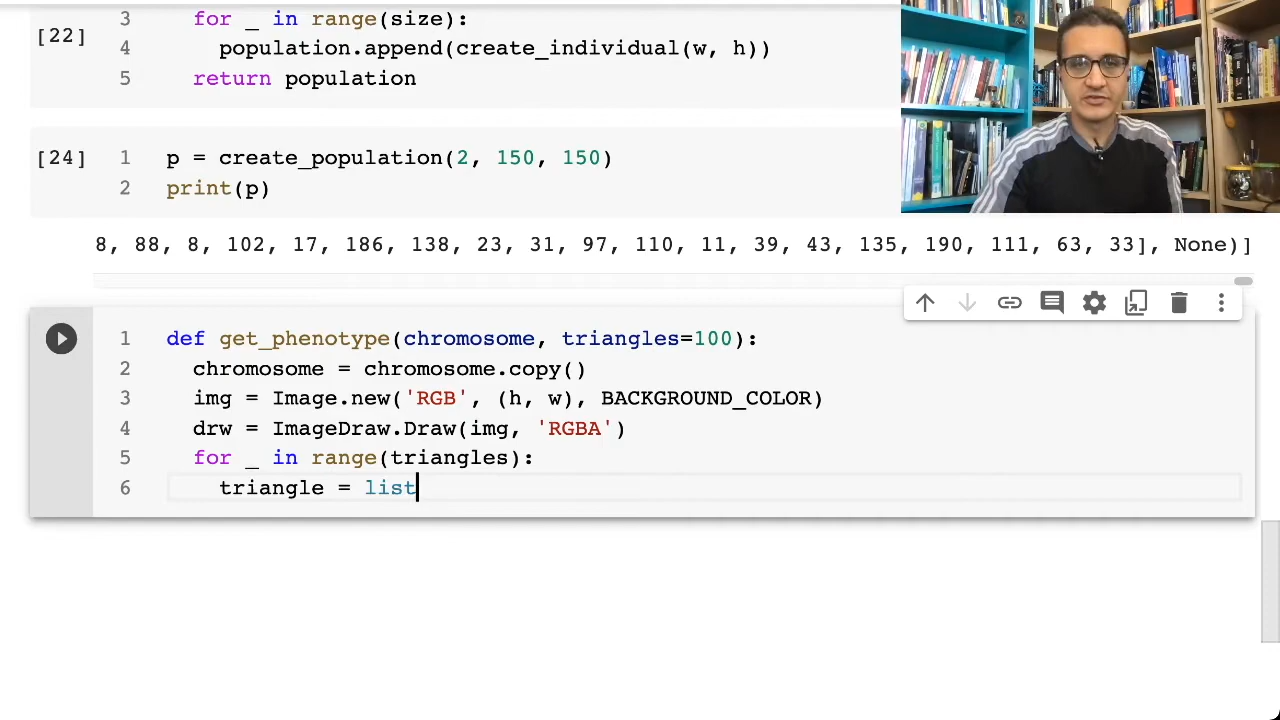 3 for _ in range(size):
[22] 4 population.append(create_individual(w, h))
5 return population
[24] 1 p = create_population(2, 150, 150)
2 print(p)
8, 88, 8, 102, 17, 186, 138, 23, 31, 97, 110, 11, 39, 43, 135, 190, 111, 63, 33], None)]
1 def get_phenotype(chromosome, triangles=100):
2 chromosome = chromosome.copy()
3 img = Image.new('RGB', (h, w), BACKGROUND_COLOR)
4 drw = ImageDraw.Draw(img, 'RGBA')
5 for _ in range(triangles):
6 triangle = list